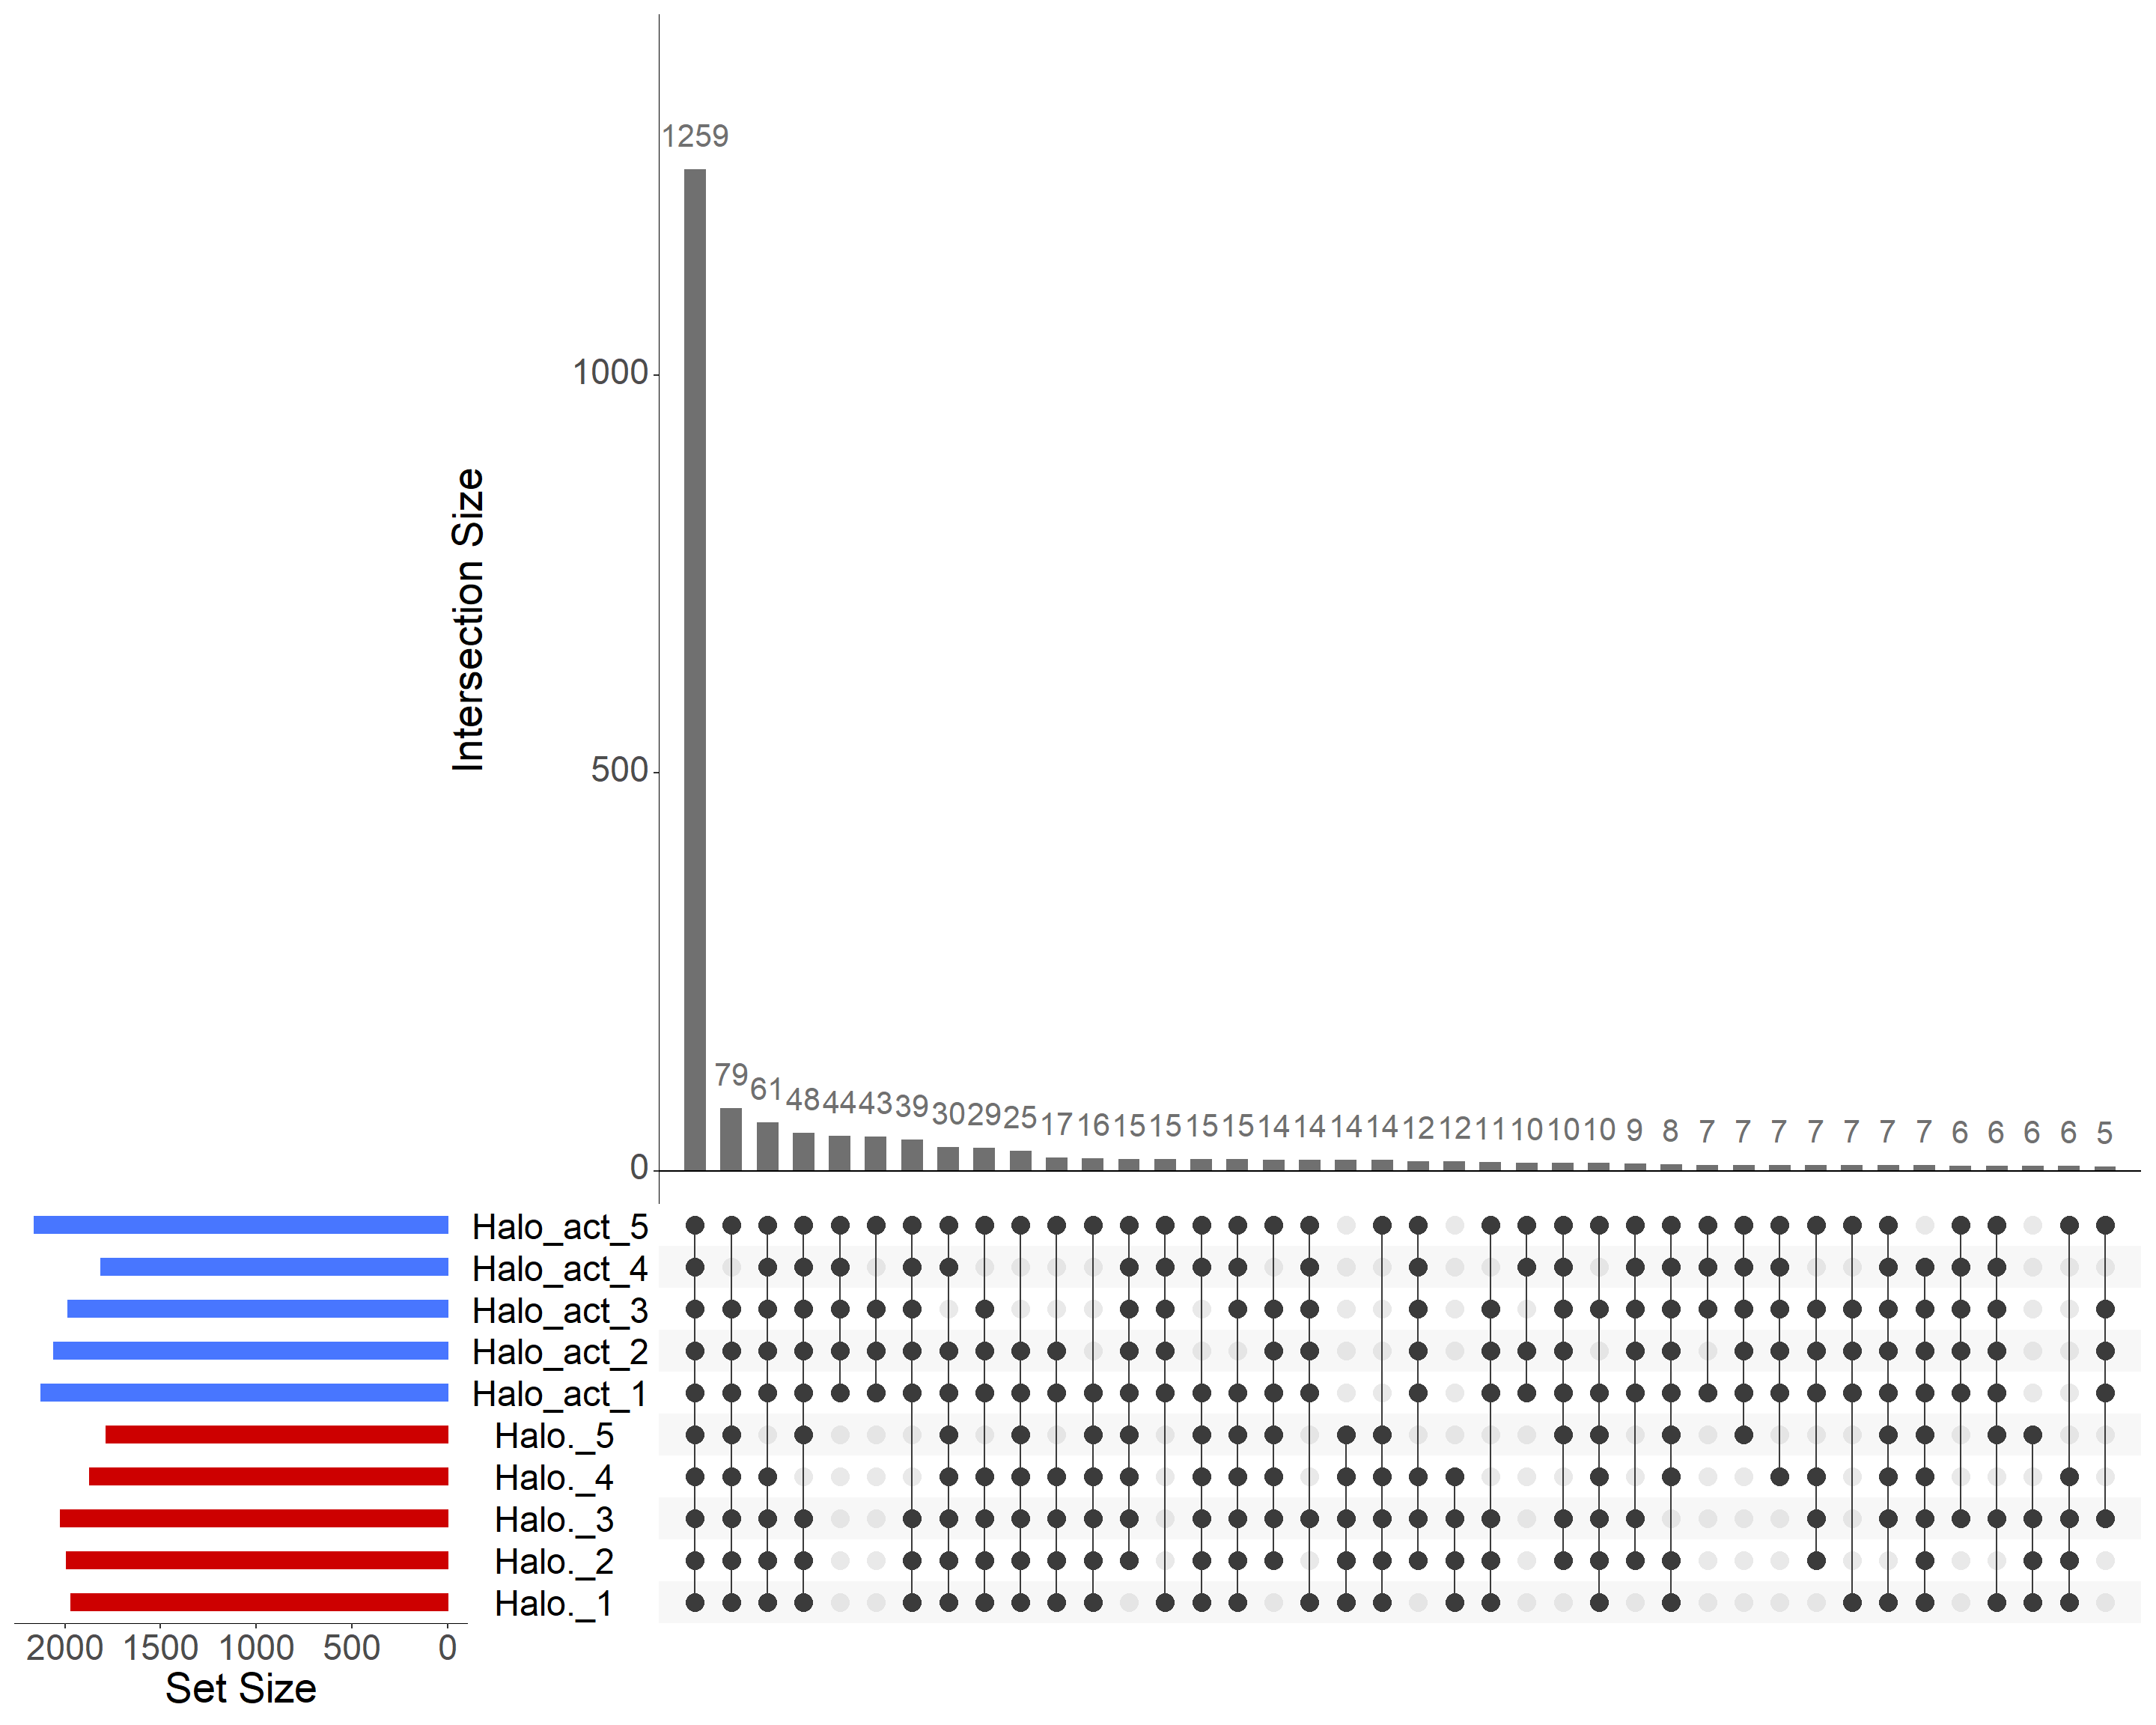 1259
1000
Intersection Size
500
79 61 48 44 43 39 30 29 25 17 16 15 15 15 15 14 14 14 14 12 12 11 10 10 10 9 8 7 7 7 7 7 7 7 6 6 6 6 5
0
Halo_act_5
Halo_act_4
Halo_act_3
Halo_act_2
Halo_act_1
Halo._5
Halo._4
Halo._3
Halo._2
Halo._1
2000 1500 1000 500 0
Set Size